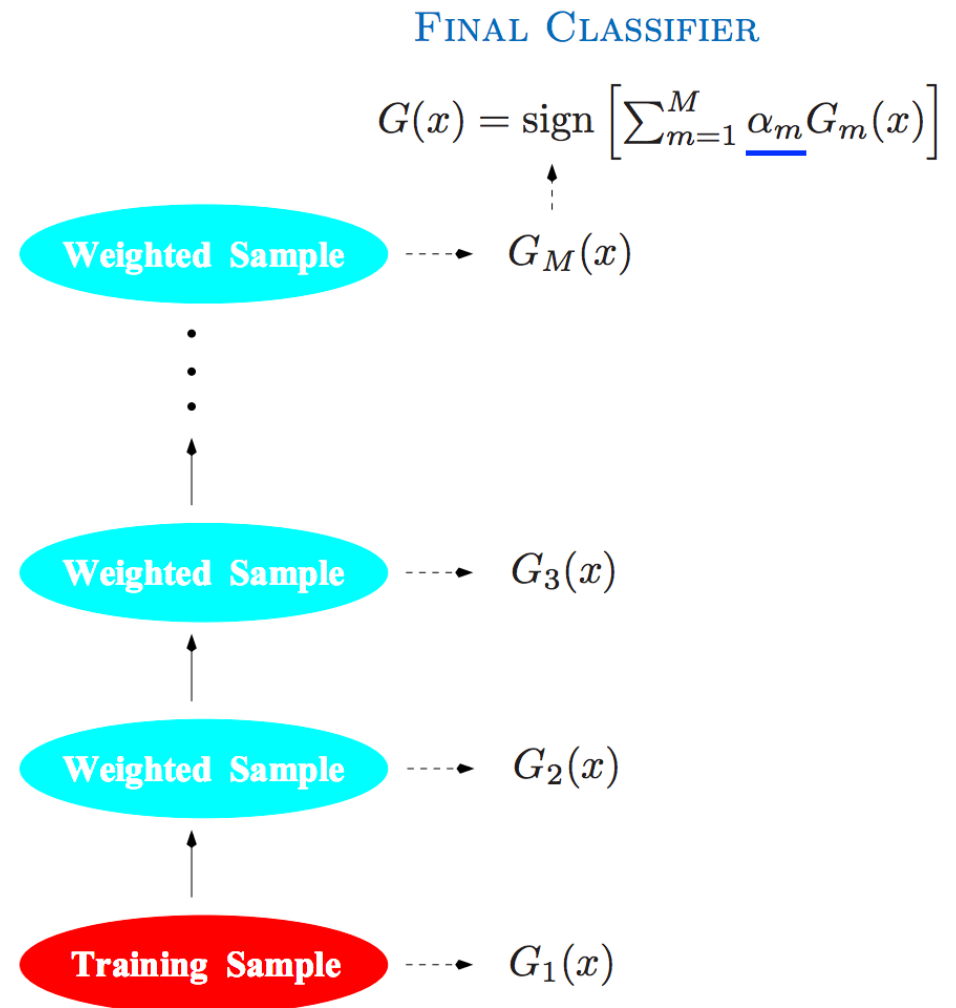 FINAL CLASSIFIER
G(x) = sign [∑_{m=1}^{M} α_m G_m(x)]
Weighted Sample G_M(x)
Weighted Sample G_3(x)
Weighted Sample G_2(x)
Training Sample G_1(x)